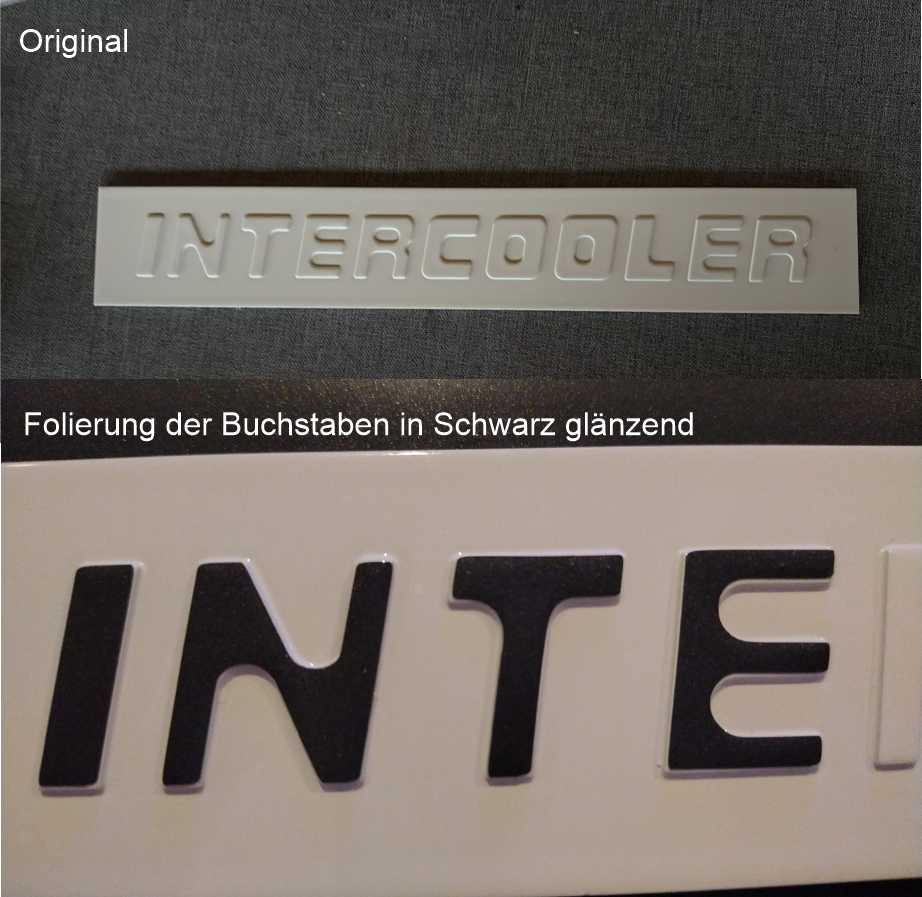 Original
INTERCOOLER
Folierung der Buchstaben in Schwarz glänzend
INTE